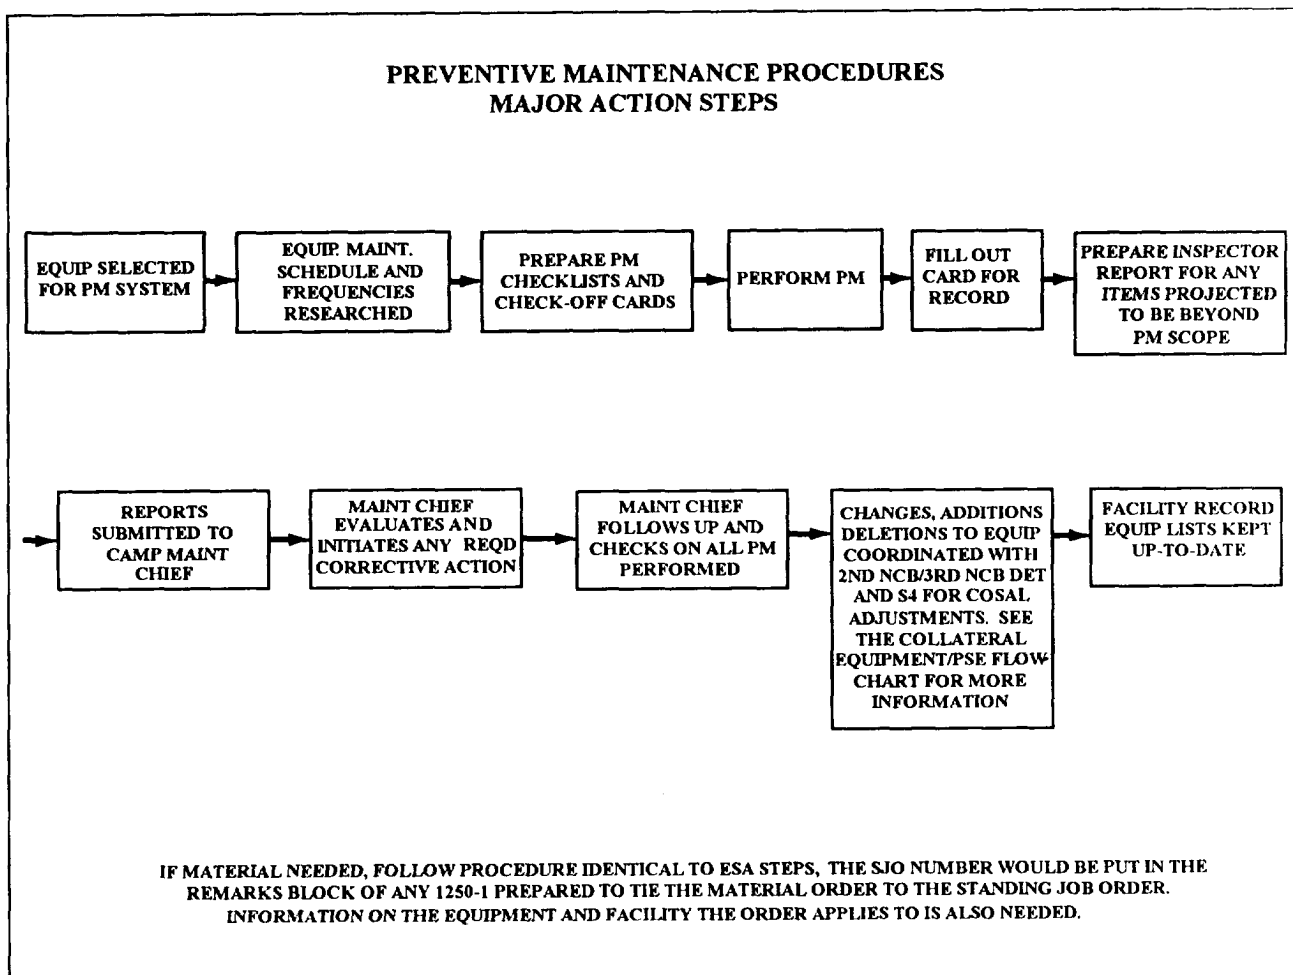 PREVENTIVE MAINTENANCE PROCEDURES
MAJOR ACTION STEPS
EQUIP SELECTED
FOR PM SYSTEM
EQUIP. MAINT.
SCHEDULE AND
FREQUENCIES
RESEARCHED
PREPARE PM
CHECKLISTS AND
CHECK-OFF CARDS
PERFORM PM
FILL OUT
CARD FOR
RECORD
PREPARE INSPECTOR
REPORT FOR ANY
ITEMS PROJECTED
TO BE BEYOND
PM SCOPE
REPORTS
SUBMITTED TO
CAMP MAINT
CHIEF
MAINT CHIEF
EVALUATES AND
INITIATES ANY REQD
CORRECTIVE ACTION
MAINT CHIEF
FOLLOWS UP AND
CHECKS ON ALL PM
PERFORMED
CHANGES, ADDITIONS
DELETIONS TO EQUIP
COORDINATED WITH
2ND NCB/3RD NCB DET
AND S4 FOR COSAL
ADJUSTMENTS. SEE
THE COLLATERAL
EQUIPMENT/PSE FLOW-
CHART FOR MORE
INFORMATION
FACILITY RECORD
EQUIP LISTS KEPT
UP-TO-DATE
IF MATERIAL NEEDED, FOLLOW PROCEDURE IDENTICAL TO ESA STEPS, THE SJO NUMBER WOULD BE PUT IN THE
REMARKS BLOCK OF ANY 1250-1 PREPARED TO TIE THE MATERIAL ORDER TO THE STANDING JOB ORDER.
INFORMATION ON THE EQUIPMENT AND FACILITY THE ORDER APPLIES TO IS ALSO NEEDED.